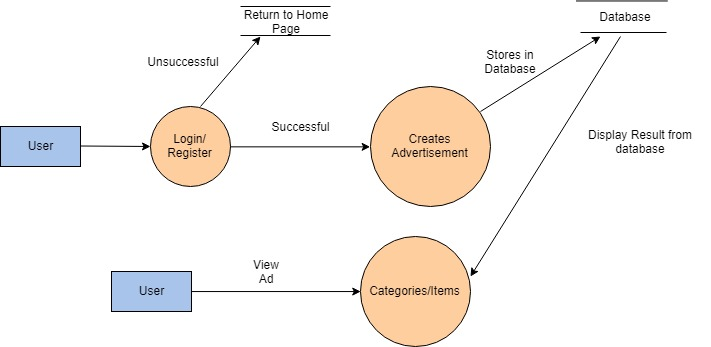 Return to Home
Page
Database
Unsuccessful
Stores in
Database
User
Login/
Register
Successful
Creates
Advertisement
Display Result from
database
View
Ad
User
Categories/Items